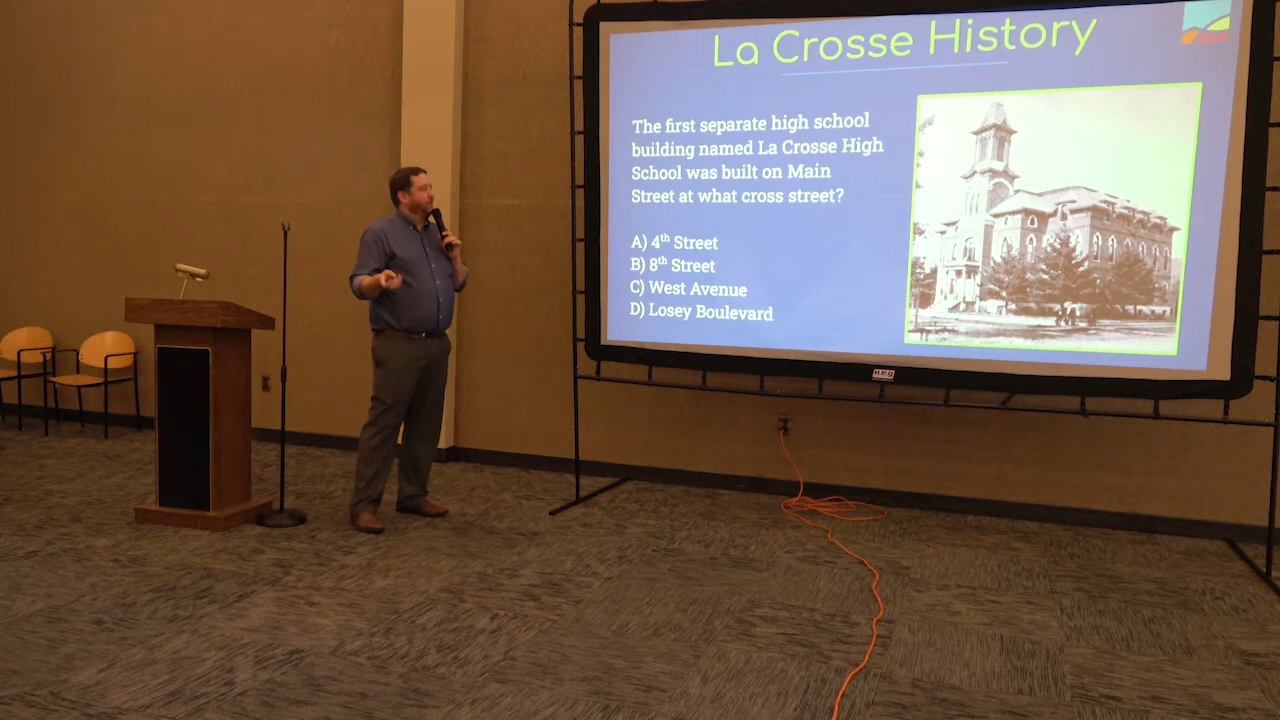 La Crosse History
The first separate high school
building named La Crosse High
School was built on Main
Street at what cross street?
A) 4th Street
B) 8th Street
C) West Avenue
D) Losey Boulevard